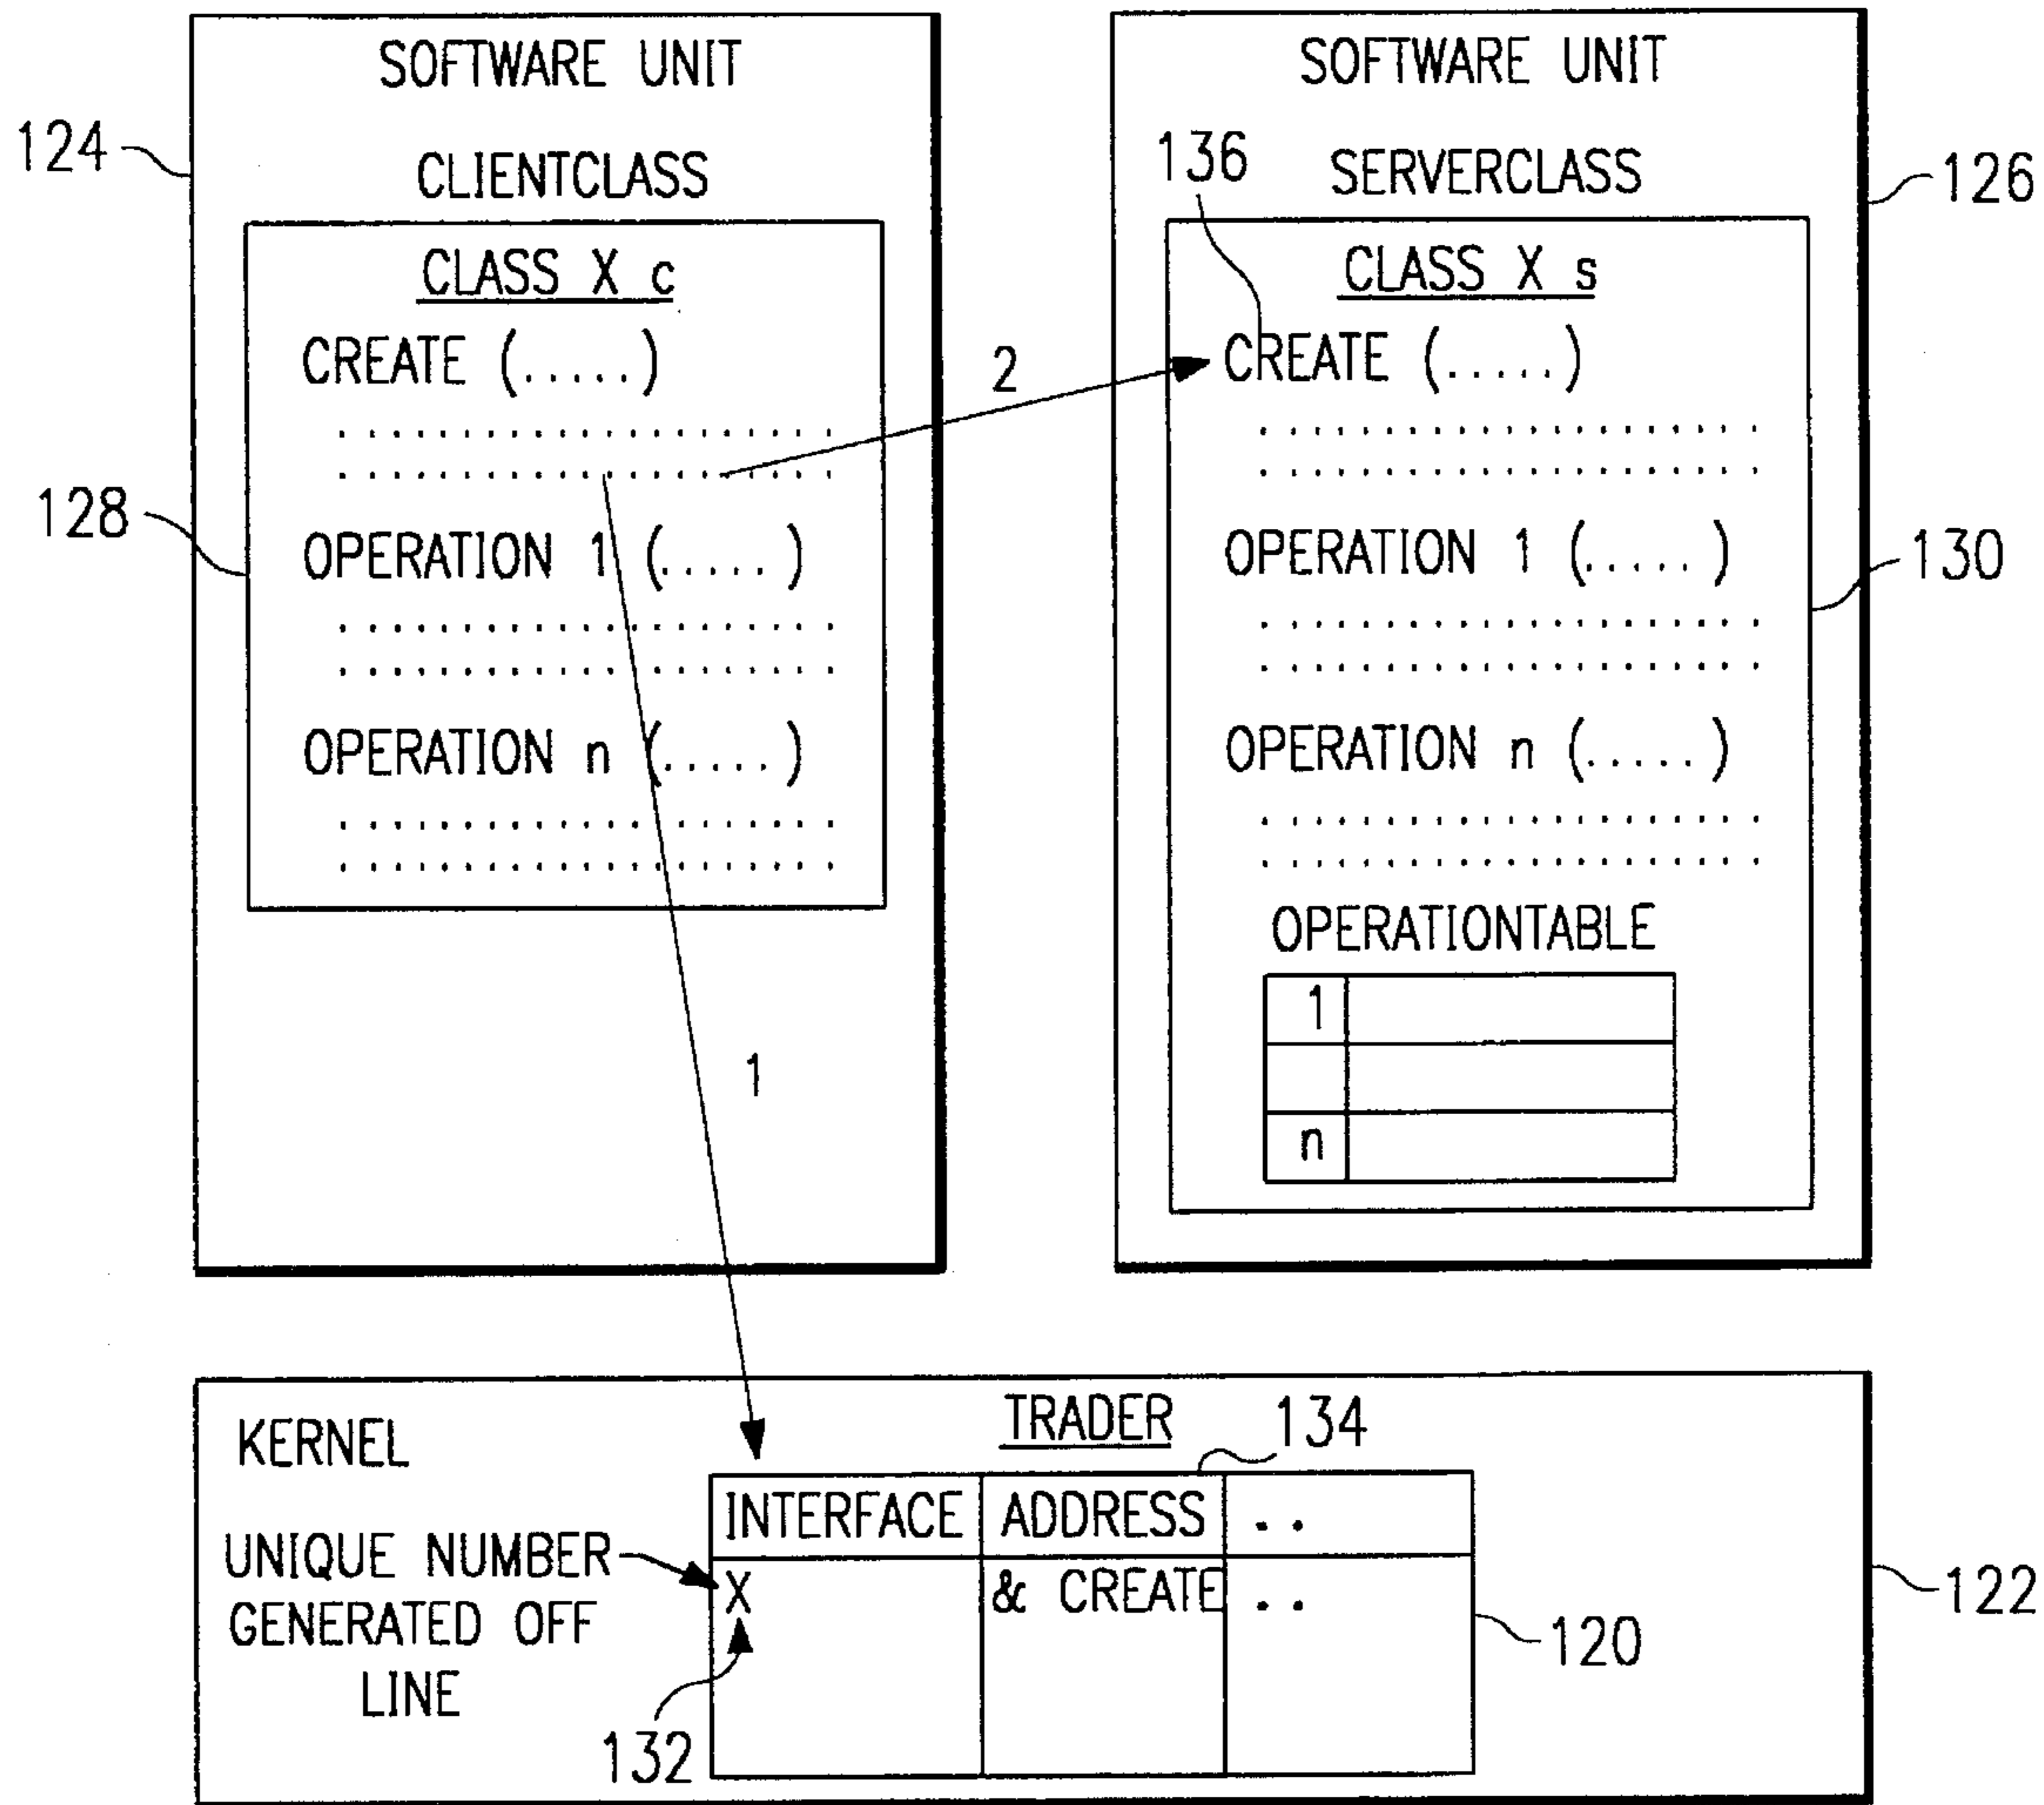 SOFTWARE UNIT
CLIENTCLASS
124
CLASS X c
CREATE (.....)
128
OPERATION 1 (.....)
OPERATION n (.....)
1
2
SOFTWARE UNIT
136
SERVERCLASS
126
CLASS X s
CREATE (.....)
OPERATION 1 (.....)
130
OPERATION n (.....)
OPERATIONTABLE
1
n
KERNEL
TRADER
134
UNIQUE NUMBER
GENERATED OFF
LINE
INTERFACE ADDRESS ..
X & CREATE ..
132
120
122